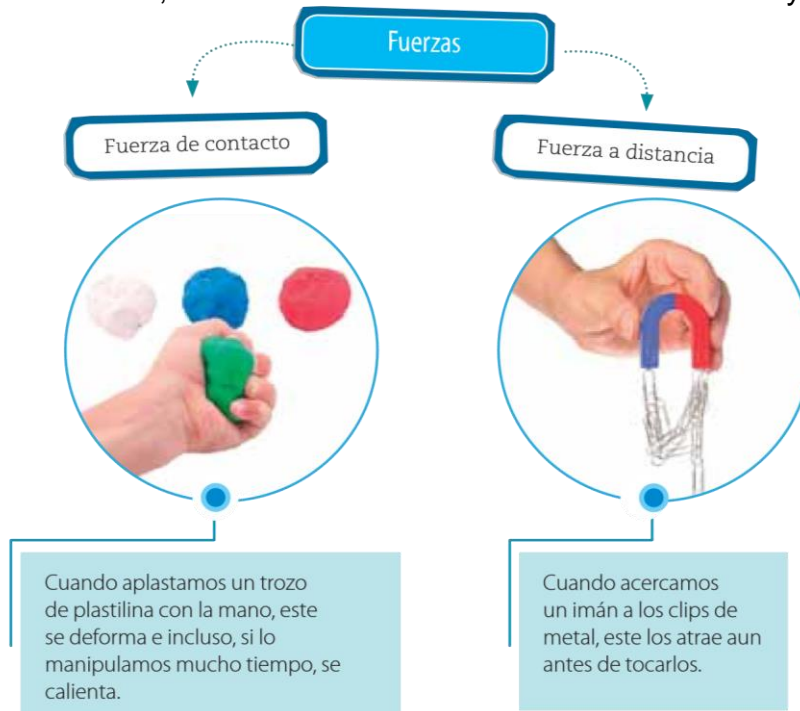 Fuerzas
Fuerza de contacto
Fuerza a distancia
Cuando aplastamos un trozo
de plastilina con la mano, este
se deforma e incluso, si lo
manipulamos mucho tiempo, se
calienta.
Cuando acercamos
un imán a los clips de
metal, este los atrae aun
antes de tocarlos.